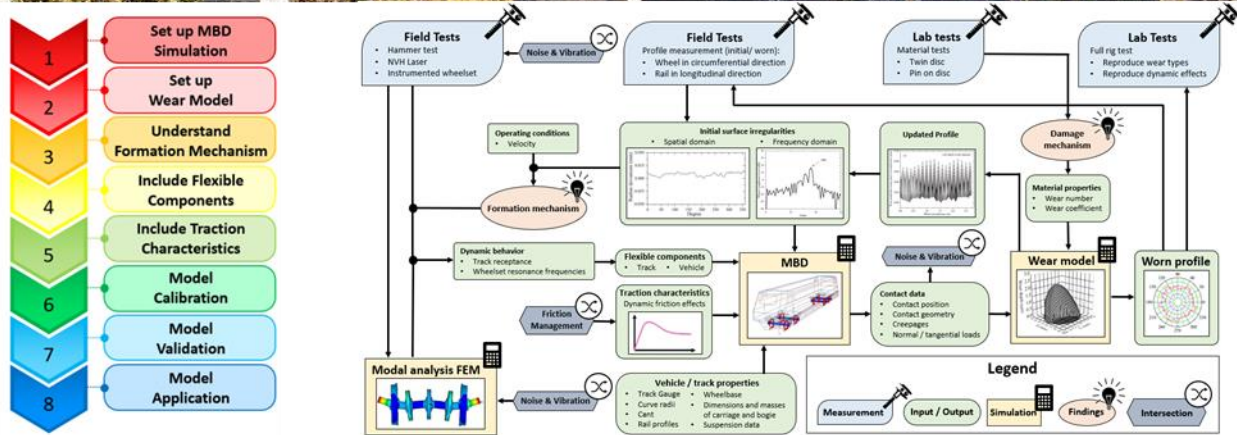 1
Set up MBD
Simulation
2
Set up
Wear Model
3
Understand
Formation Mechanism
4
Include Flexible
Components
5
Include Traction
Characteristics
6
Model
Calibration
7
Model
Validation
8
Model
Application
Field Tests
• Hammer test
• NVH Laser
• Instrumented wheelset
Noise & Vibration
Field Tests
Profile measurement (initial/ worn):
• Wheel in circumferential direction
• Rail in longitudinal direction
Lab tests
Material tests
• Twin disc
• Pin on disc
Lab Tests
Full rig test
• Reproduce wear types
• Reproduce dynamic effects
Operating conditions
• Velocity
Formation mechanism
Initial surface irregularities
• Spatial domain
• Frequency domain
Updated Profile
Damage
mechanism
Material properties
• Wear number
• Wear coefficient
Dynamic behavior
• Track receptance
• Wheelset resonance frequencies
Flexible components
• Track • Vehicle
MBD
Noise & Vibration
Wear model
Worn profile
Friction
Management
Traction characteristics
Dynamic friction effects
Contact data
• Contact position
• Contact geometry
• Creepages
• Normal / tangential loads
Modal analysis FEM
Noise & Vibration
Vehicle / track properties
• Track Gauge
• Curve radii
• Cant
• Rail profiles
• Wheelbase
• Dimensions and masses
of carriage and bogie
• Suspension data
Legend
Measurement
Input / Output
Simulation
Findings
Intersection